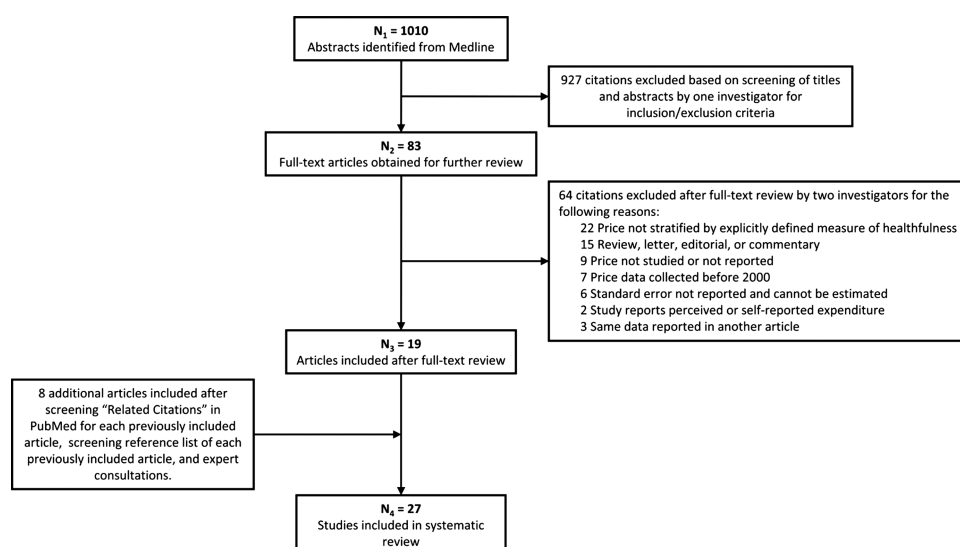 N₁ = 1010
Abstracts identified from Medline
927 citations excluded based on screening of titles
and abstracts by one investigator for
inclusion/exclusion criteria
N₂ = 83
Full-text articles obtained for further review
64 citations excluded after full-text review by two investigators for the
following reasons:
22 Price not stratified by explicitly defined measure of healthfulness
15 Review, letter, editorial, or commentary
9 Price not studied or not reported
7 Price data collected before 2000
6 Standard error not reported and cannot be estimated
2 Study reports perceived or self-reported expenditure
3 Same data reported in another article
N₃ = 19
Articles included after full-text review
8 additional articles included after
screening “Related Citations” in
PubMed for each previously included
article, screening reference list of each
previously included article, and expert
consultations.
N₄ = 27
Studies included in systematic
review